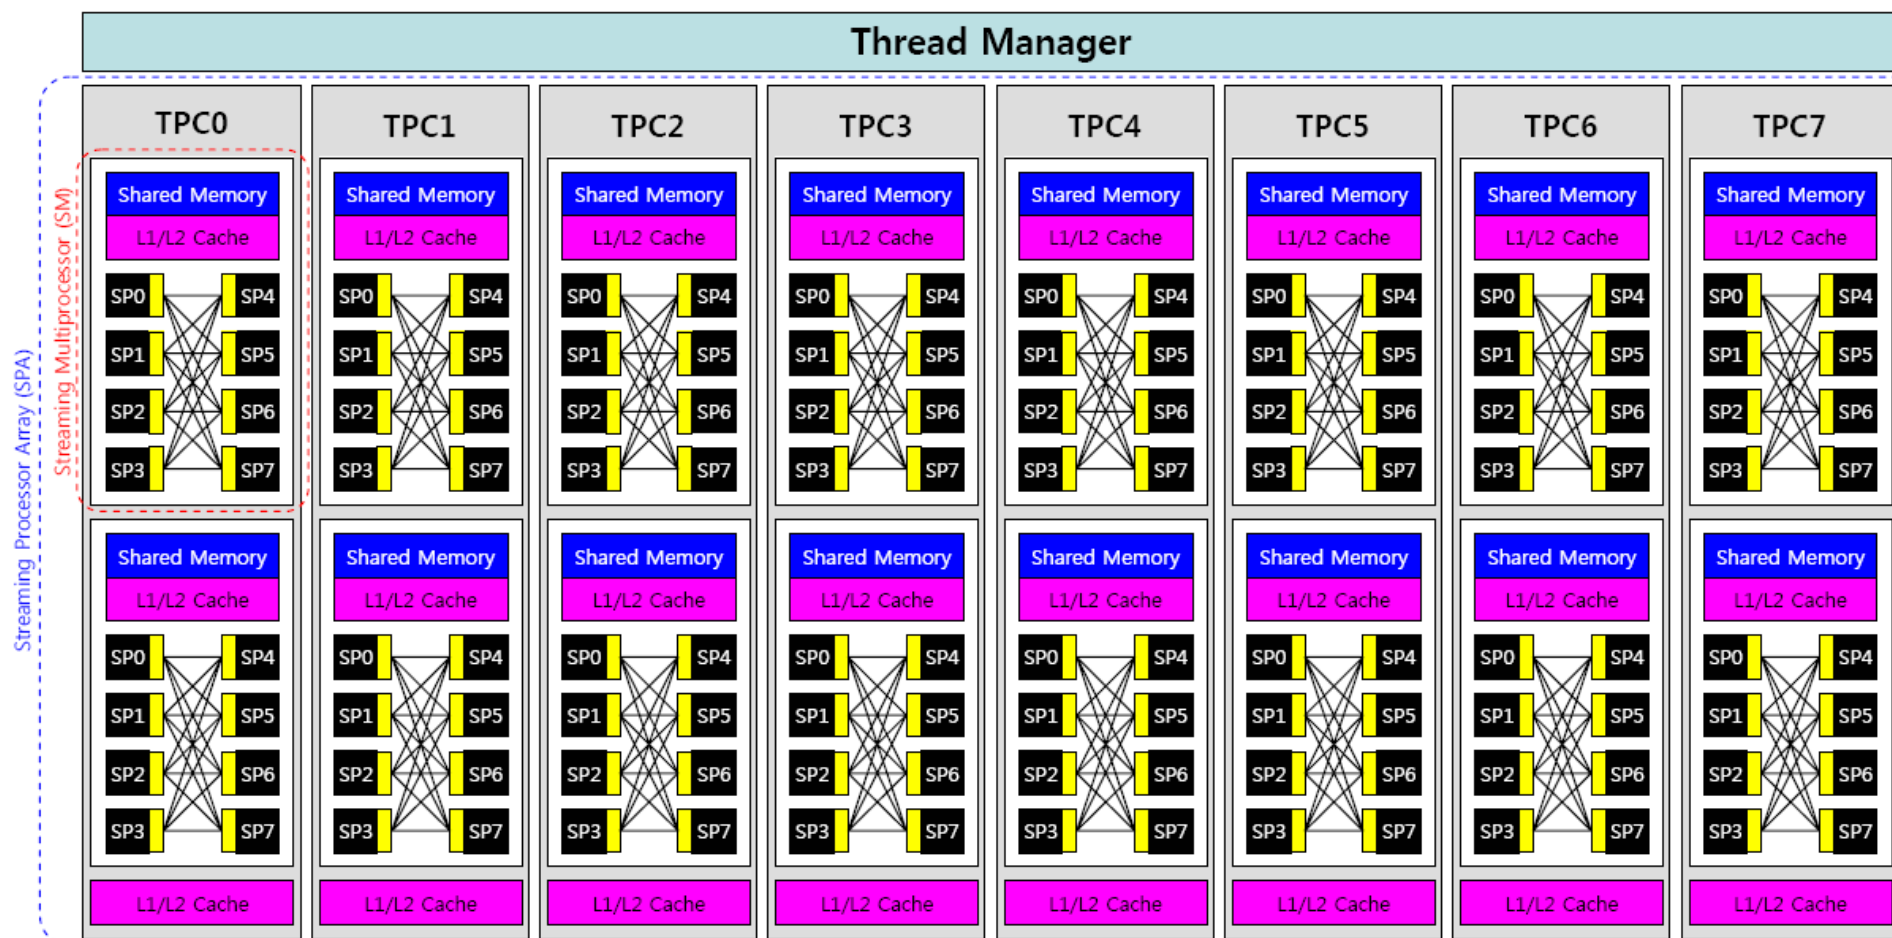 Thread Manager
TPC0 TPC1 TPC2 TPC3 TPC4 TPC5 TPC6 TPC7
Streaming Processor Array (SPA)
Streaming Multiprocessor (SM)
Shared Memory Shared Memory Shared Memory Shared Memory Shared Memory Shared Memory Shared Memory Shared Memory
L1/L2 Cache L1/L2 Cache L1/L2 Cache L1/L2 Cache L1/L2 Cache L1/L2 Cache L1/L2 Cache L1/L2 Cache
SP0 SP4 SP0 SP4 SP0 SP4 SP0 SP4 SP0 SP4 SP0 SP4 SP0 SP4 SP0 SP4
SP1 SP5 SP1 SP5 SP1 SP5 SP1 SP5 SP1 SP5 SP1 SP5 SP1 SP5 SP1 SP5
SP2 SP6 SP2 SP6 SP2 SP6 SP2 SP6 SP2 SP6 SP2 SP6 SP2 SP6 SP2 SP6
SP3 SP7 SP3 SP7 SP3 SP7 SP3 SP7 SP3 SP7 SP3 SP7 SP3 SP7 SP3 SP7
Shared Memory Shared Memory Shared Memory Shared Memory Shared Memory Shared Memory Shared Memory Shared Memory
L1/L2 Cache L1/L2 Cache L1/L2 Cache L1/L2 Cache L1/L2 Cache L1/L2 Cache L1/L2 Cache L1/L2 Cache
SP0 SP4 SP0 SP4 SP0 SP4 SP0 SP4 SP0 SP4 SP0 SP4 SP0 SP4 SP0 SP4
SP1 SP5 SP1 SP5 SP1 SP5 SP1 SP5 SP1 SP5 SP1 SP5 SP1 SP5 SP1 SP5
SP2 SP6 SP2 SP6 SP2 SP6 SP2 SP6 SP2 SP6 SP2 SP6 SP2 SP6 SP2 SP6
SP3 SP7 SP3 SP7 SP3 SP7 SP3 SP7 SP3 SP7 SP3 SP7 SP3 SP7 SP3 SP7
L1/L2 Cache L1/L2 Cache L1/L2 Cache L1/L2 Cache L1/L2 Cache L1/L2 Cache L1/L2 Cache L1/L2 Cache